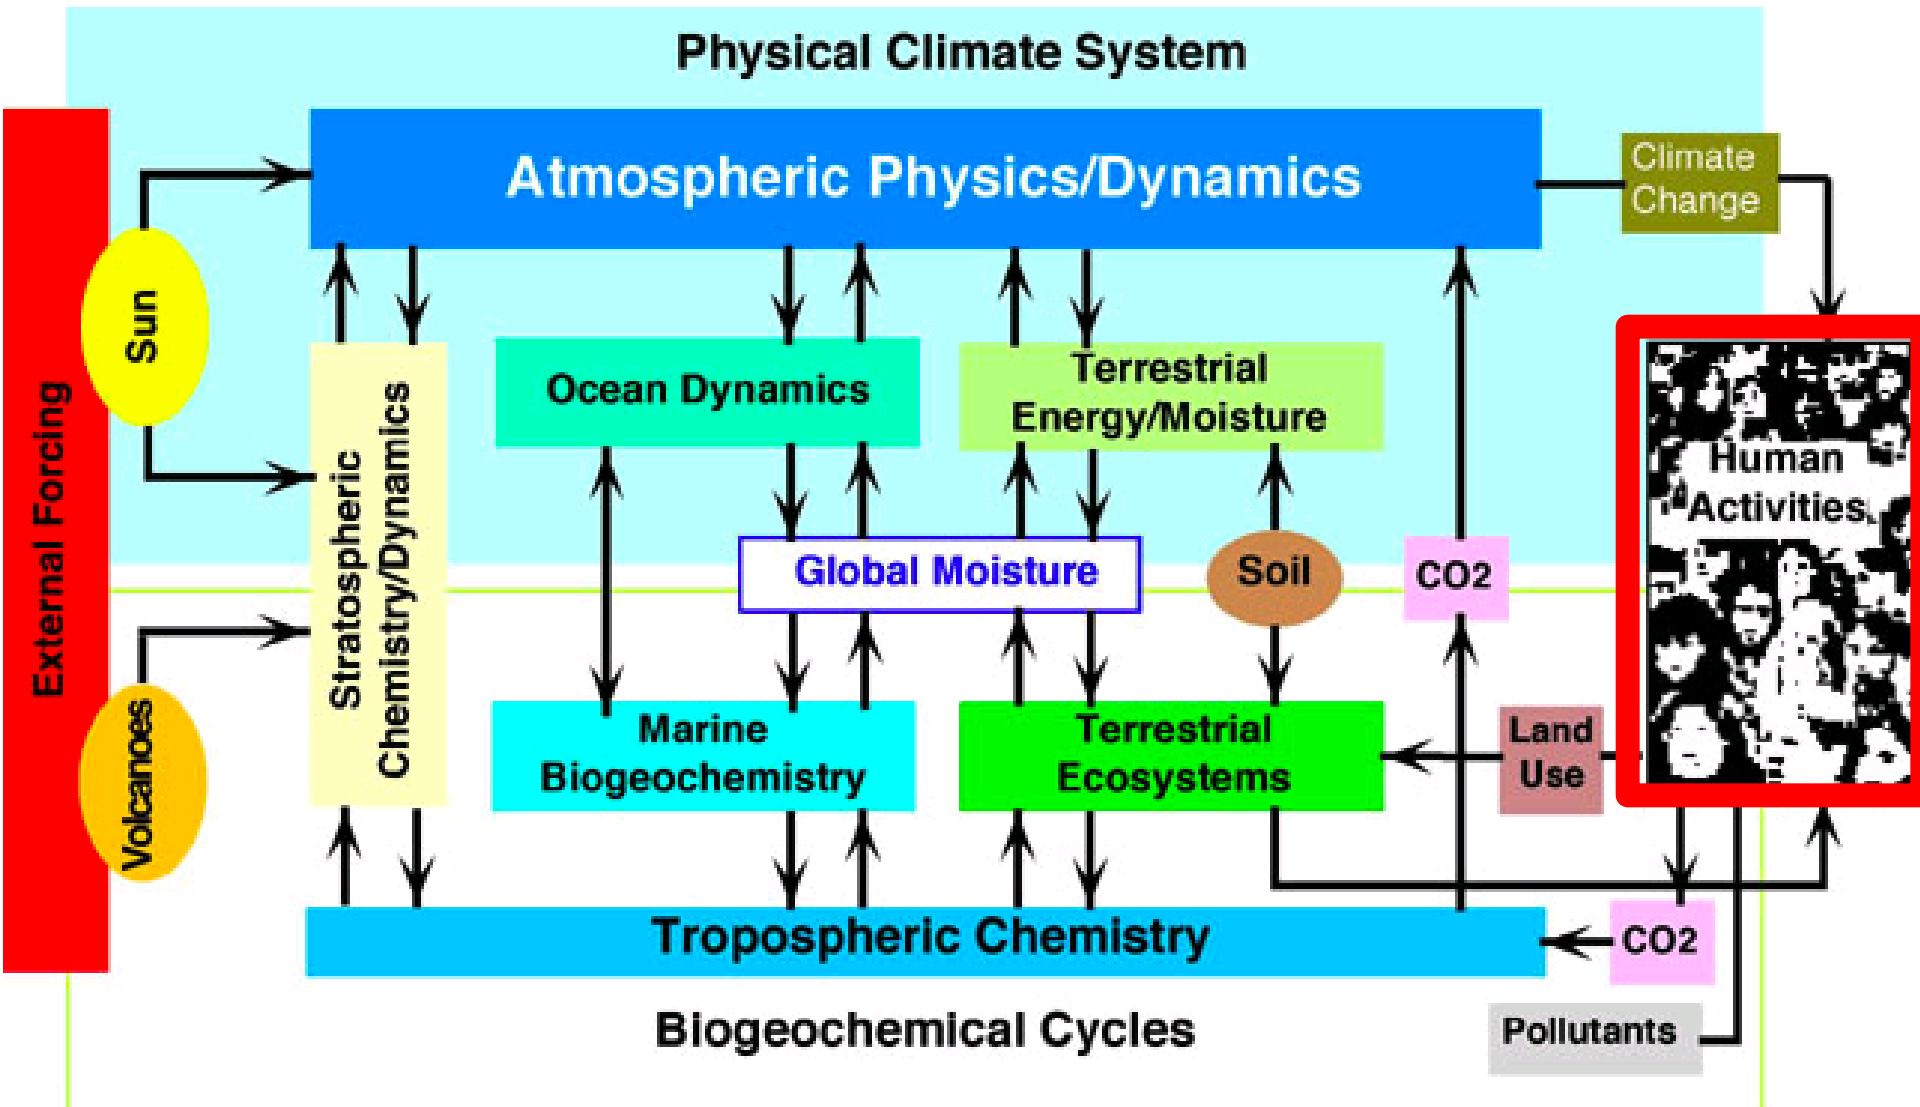 Physical Climate System
Atmospheric Physics/Dynamics
Climate
Change
External Forcing
Sun
Stratospheric
Chemistry/Dynamics
Ocean Dynamics
Terrestrial
Energy/Moisture
Human
Activities
Global Moisture
Soil
CO2
Volcanoes
Marine
Biogeochemistry
Terrestrial
Ecosystems
Land
Use
Tropospheric Chemistry
CO2
Biogeochemical Cycles
Pollutants